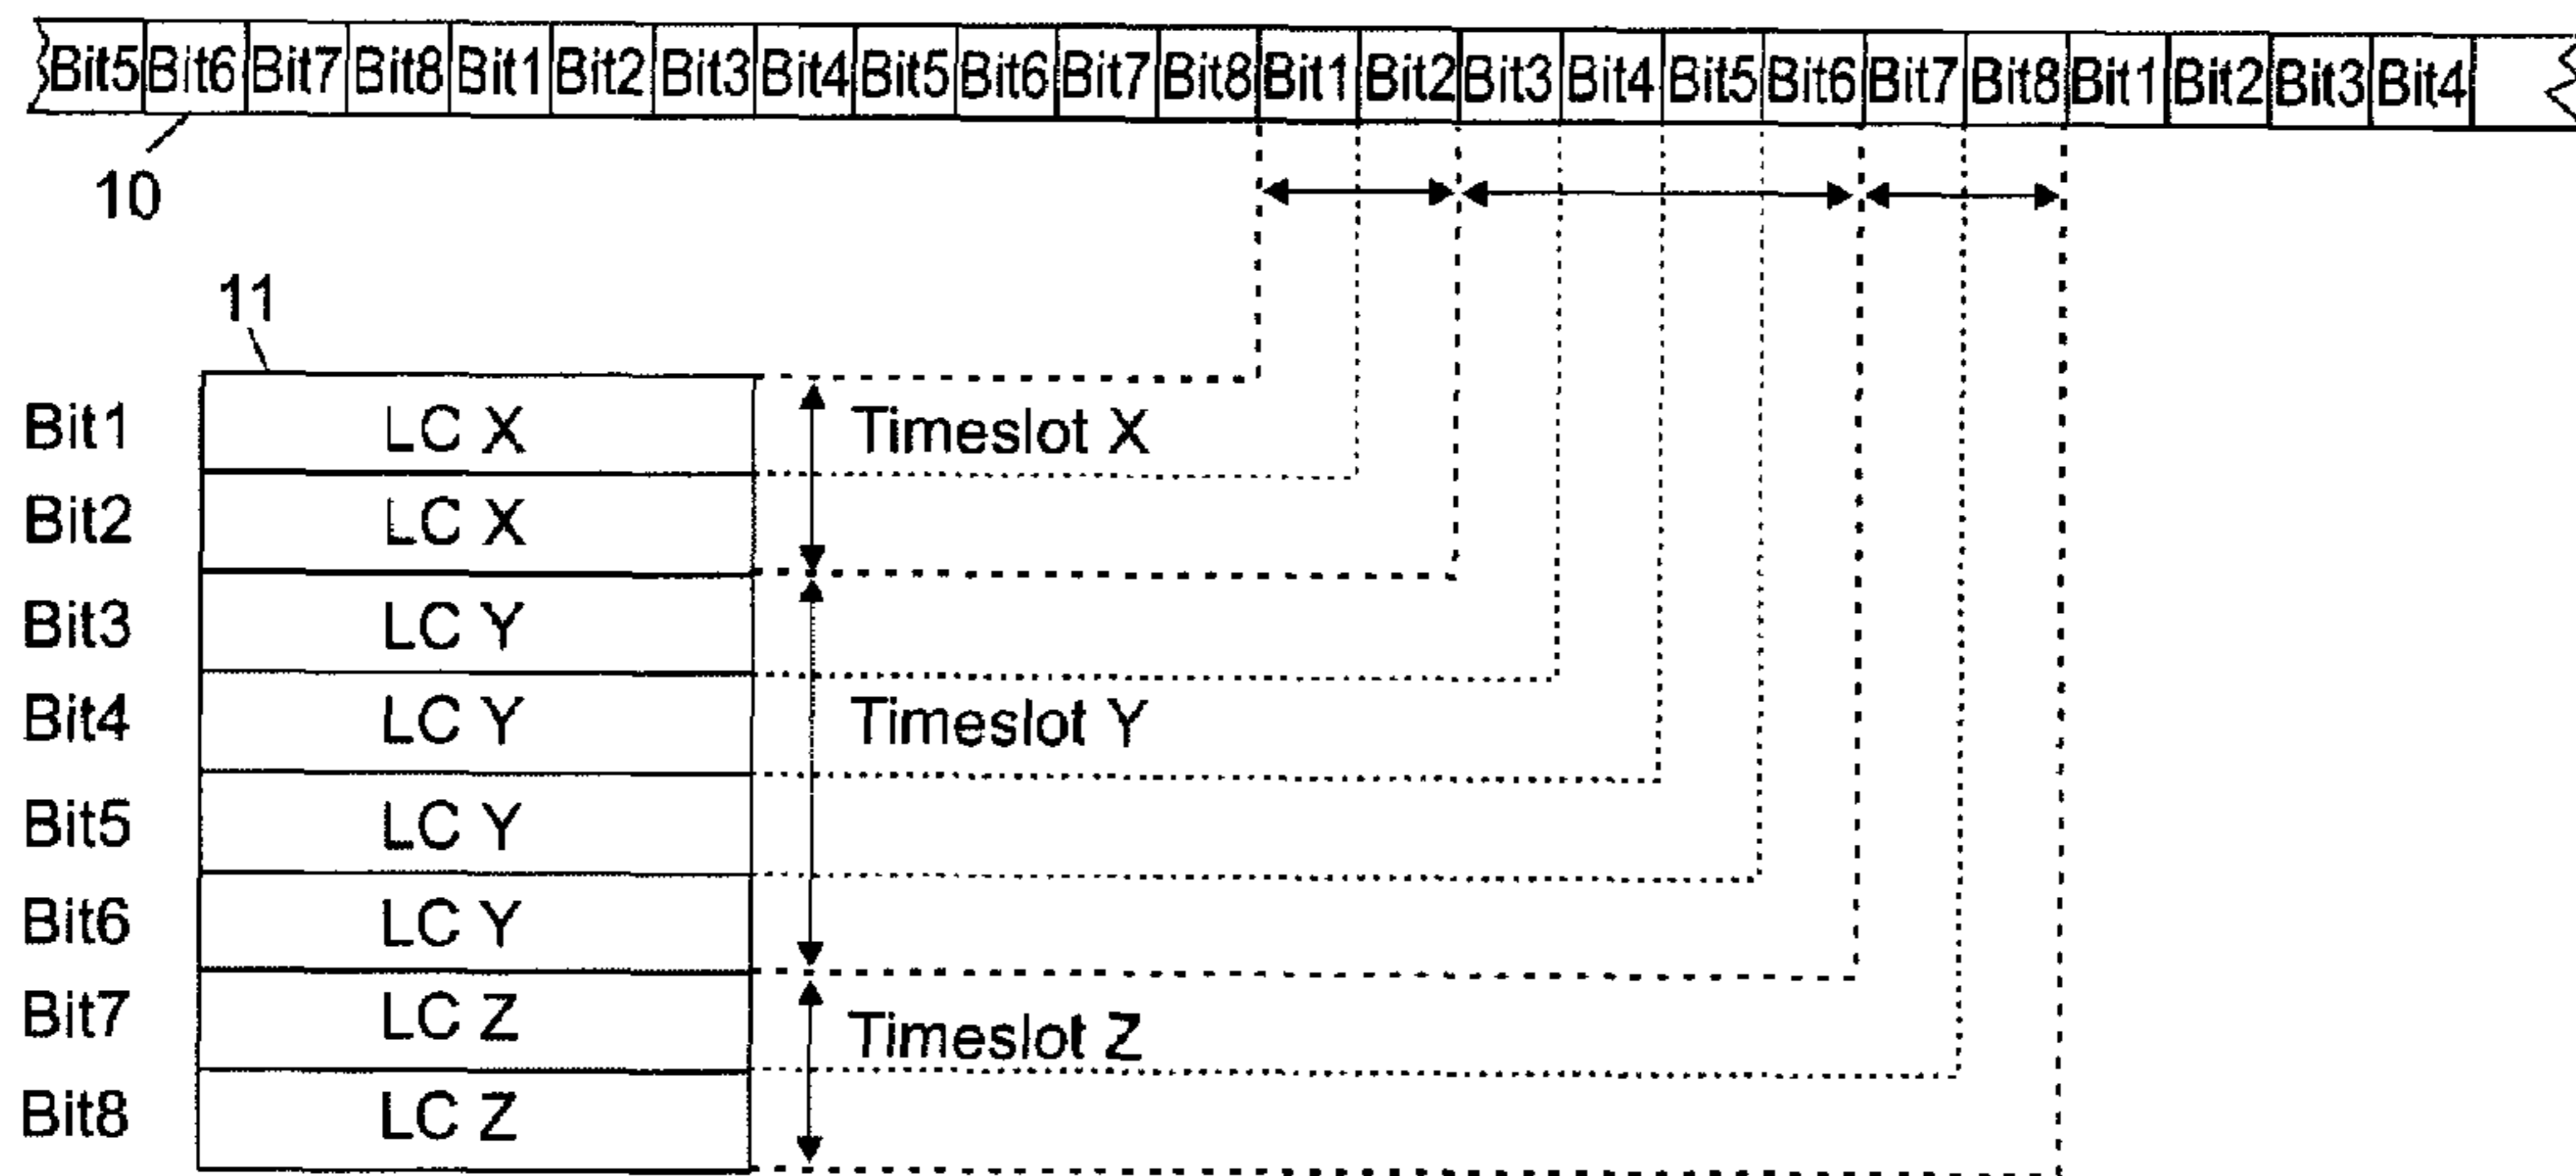 Bit5 Bit6 Bit7 Bit8 Bit1 Bit2 Bit3 Bit4 Bit5 Bit6 Bit7 Bit8 Bit1 Bit2 Bit3 Bit4 Bit5 Bit6 Bit7 Bit8 Bit1 Bit2 Bit3 Bit4
10
11
Bit1 LC X Timeslot X
Bit2 LC X
Bit3 LC Y
Bit4 LC Y Timeslot Y
Bit5 LC Y
Bit6 LC Y
Bit7 LC Z Timeslot Z
Bit8 LC Z